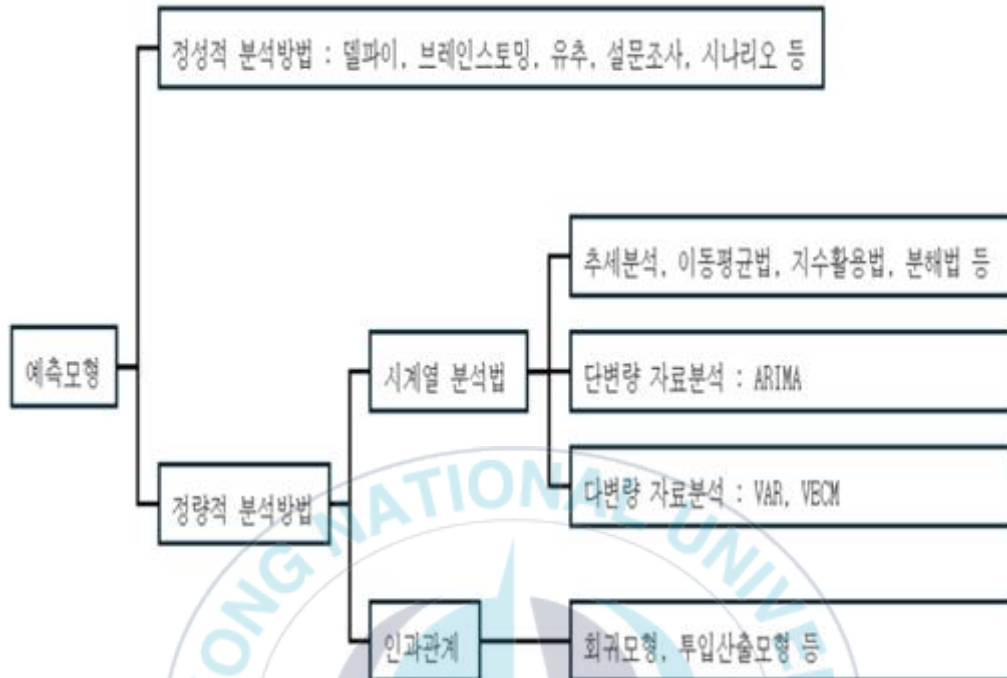 정성적 분석방법 : 델파이, 브레인스토밍, 유추, 설문조사, 시나리오 등
추세분석, 이동평균법, 지수활용법, 분해법 등
예측모형
시계열 분석법
단변량 자료분석 : ARIMA
정량적 분석방법
다변량 자료분석 : VAR, VECM
인과관계
회귀모형, 투입산출모형 등
ONG NATIONAL UNIVER